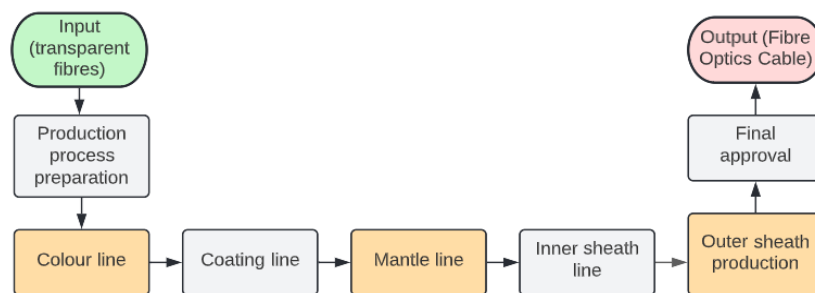 Input
(transparent
fibres)
Production
process
preparation
Colour line
Coating line
Mantle line
Inner sheath
line
Outer sheath
production
Final
approval
Output (Fibre
Optics Cable)